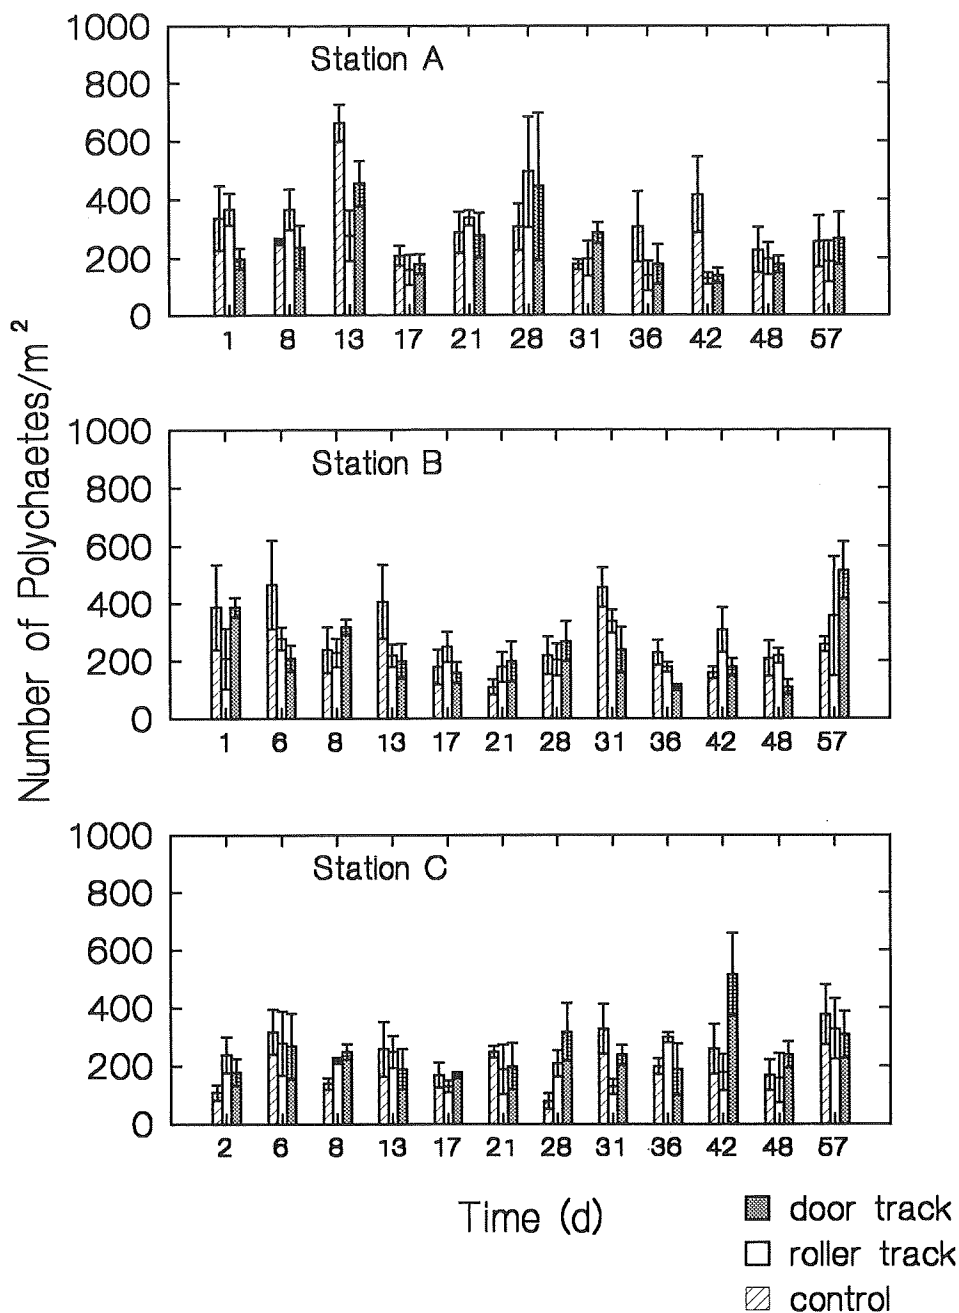 Number of Polychaetes/m²
1000
800
600
400
200
0
Station A
1 8 13 17 21 28 31 36 42 48 57
1000
800
600
400
200
0
Station B
1 6 8 13 17 21 28 31 36 42 48 57
1000
800
600
400
200
0
Station C
2 6 8 13 17 21 28 31 36 42 48 57
Time (d)
door track
roller track
control